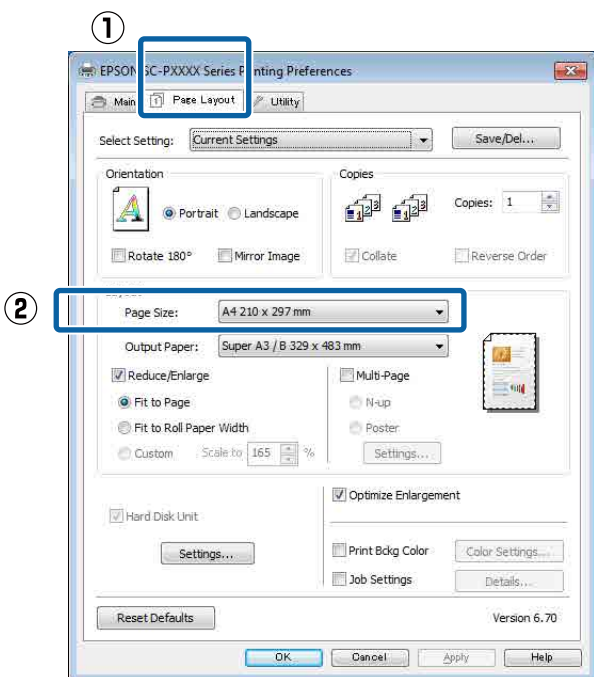 1
EPSON SC-PXXXX Series Printing Preferences
Main Page Layout Utility
Select Setting: Current Settings Save/Del...
Orientation Copies
Portrait Landscape Copies: 1
Rotate 180° Mirror Image Collate Reverse Order
2
Page Size: A4 210 x 297 mm
Output Paper: Super A3 / B 329 x 483 mm
Reduce/Enlarge Multi-Page
Fit to Page N-up
Fit to Roll Paper Width Poster
Custom Scale to 165 % Settings...
Optimize Enlargement
Hard Disk Unit
Settings... Print Bckg Color Color Settings...
Job Settings Details...
Reset Defaults Version 6.70
OK Cancel Apply Help